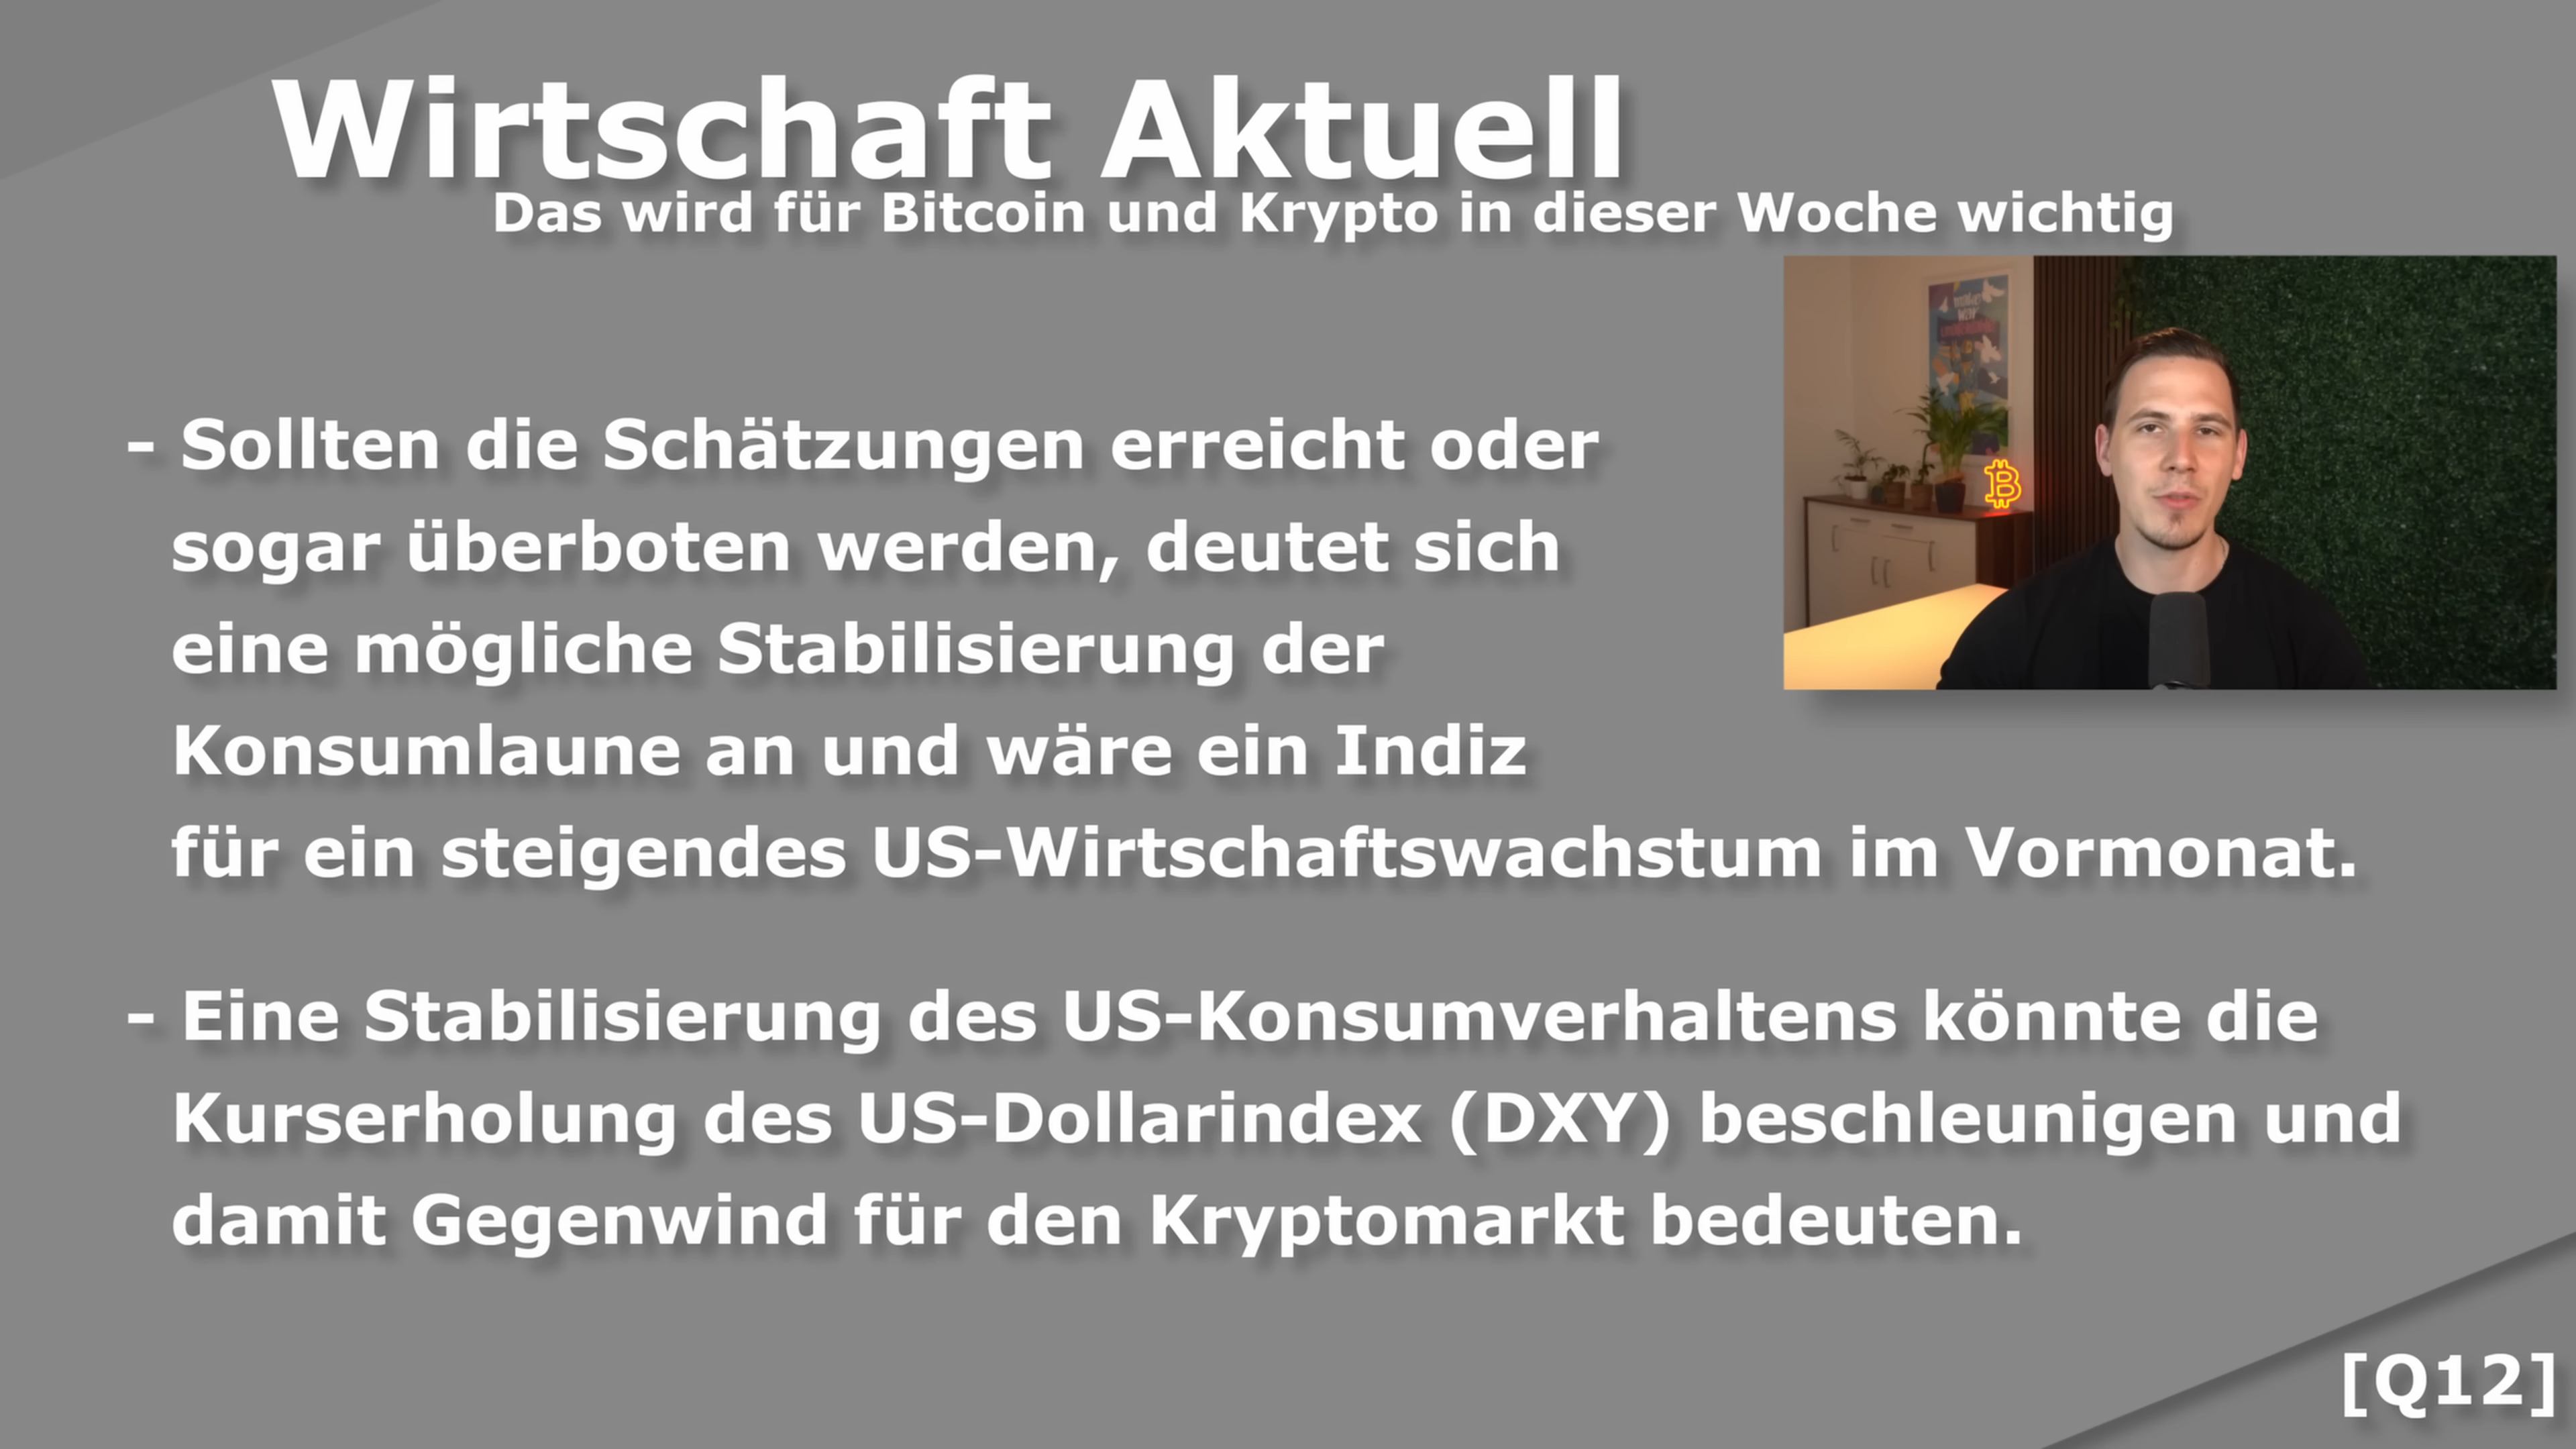 Wirtschaft Aktuell
Das wird für Bitcoin und Krypto in dieser Woche wichtig
- Sollten die Schätzungen erreicht oder
sogar überboten werden, deutet sich
eine mögliche Stabilisierung der
Konsumlaune an und wäre ein Indiz
für ein steigendes US-Wirtschaftswachstum im Vormonat.
- Eine Stabilisierung des US-Konsumverhaltens könnte die
Kurserholung des US-Dollarindex (DXY) beschleunigen und
damit Gegenwind für den Kryptomarkt bedeuten.
[Q12]